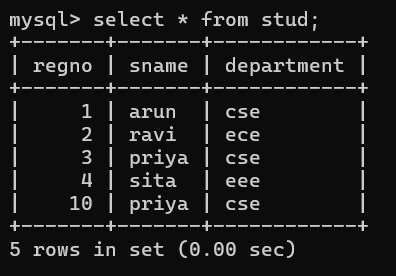 mysql> select * from stud;
+-------+-------+------------+
| regno | sname | department |
+-------+-------+------------+
|     1 | arun  | cse        |
|     2 | ravi  | ece        |
|     3 | priya | cse        |
|     4 | sita  | eee        |
|    10 | priya | cse        |
+-------+-------+------------+
5 rows in set (0.00 sec)